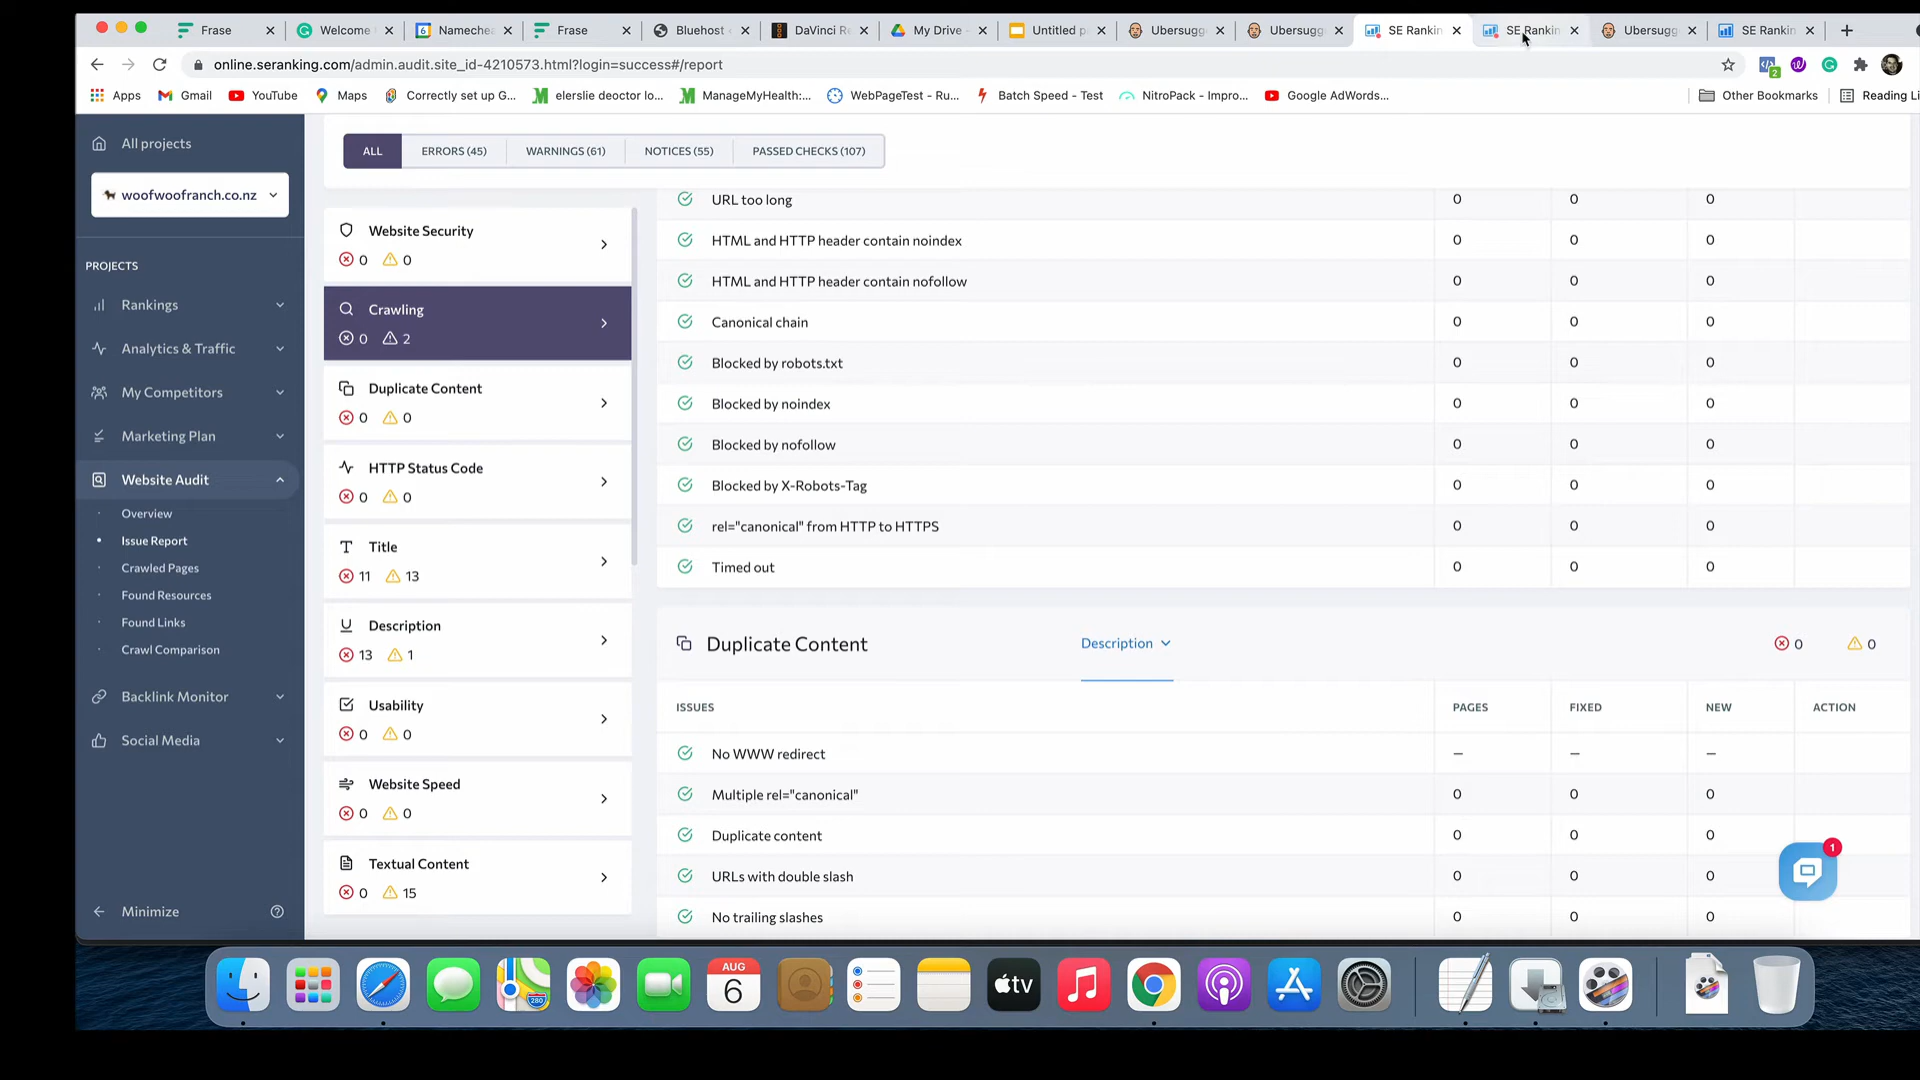 Frase
Welcome
Namechea
Frase
Bluehost
DaVinci Re
My Drive -
Untitled p
Ubersugge
Ubersugg
SE Rankin
SE Rankin
Ubersugg
SE Rankin
online.seranking.com/admin.audit.site_id-4210573.html?login=success#/report
2
Apps
Gmail
YouTube
Maps
Correctly set up G...
elerslie deoctor lo...
ManageMyHealth:...
WebPageTest - Ru...
Batch Speed - Test
NitroPack - Impro...
Google AdWords...
Other Bookmarks
Reading Li
All projects
woofwoofranch.co.nz
PROJECTS
Rankings
Analytics & Traffic
My Competitors
Marketing Plan
Website Audit
Overview
Issue Report
Crawled Pages
Found Resources
Found Links
Crawl Comparison
Backlink Monitor
Social Media
Minimize
ALL
ERRORS (45)
WARNINGS (61)
NOTICES (55)
PASSED CHECKS (107)
Website Security
0 0
Crawling
0 2
Duplicate Content
0 0
HTTP Status Code
0 0
Title
11 13
Description
13 1
Usability
0 0
Website Speed
0 0
Textual Content
0 15
URL too long 0 0 0
HTML and HTTP header contain noindex 0 0 0
HTML and HTTP header contain nofollow 0 0 0
Canonical chain 0 0 0
Blocked by robots.txt 0 0 0
Blocked by noindex 0 0 0
Blocked by nofollow 0 0 0
Blocked by X-Robots-Tag 0 0 0
rel="canonical" from HTTP to HTTPS 0 0 0
Timed out 0 0 0
Duplicate Content Description 0 0
ISSUES PAGES FIXED NEW ACTION
No WWW redirect – – –
Multiple rel="canonical" 0 0 0
Duplicate content 0 0 0
URLs with double slash 0 0 0
No trailing slashes 0 0 0
1
280
AUG
6
tv